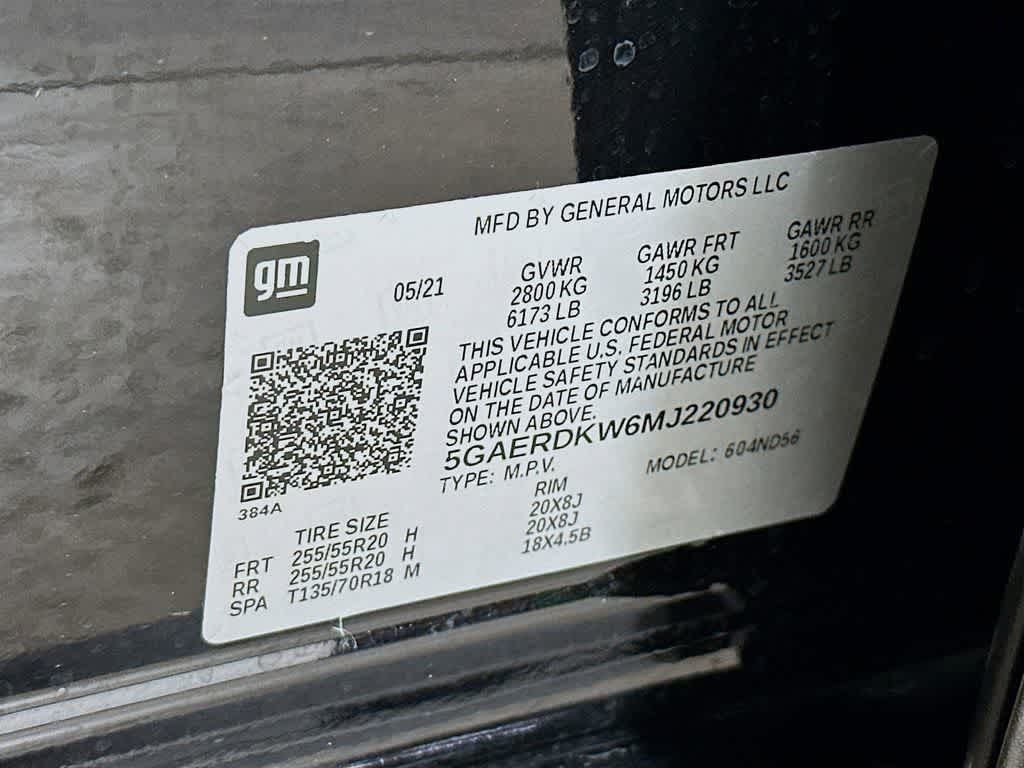 MFD BY GENERAL MOTORS LLC
gm
05/21
GVWR
2800 KG
6173 LB
GAWR FRT
1450 KG
3196 LB
GAWR RR
1600 KG
3527 LB
THIS VEHICLE CONFORMS TO ALL
APPLICABLE U.S. FEDERAL MOTOR
VEHICLE SAFETY STANDARDS IN EFFECT
ON THE DATE OF MANUFACTURE
SHOWN ABOVE.
5GAERDKW6MJ220930
TYPE: M.P.V.
MODEL: 604ND56
384A
TIRE SIZE
RIM
FRT 255/55R20 H 20X8J
RR 255/55R20 H 20X8J
SPA T135/70R18 M 18X4.5B